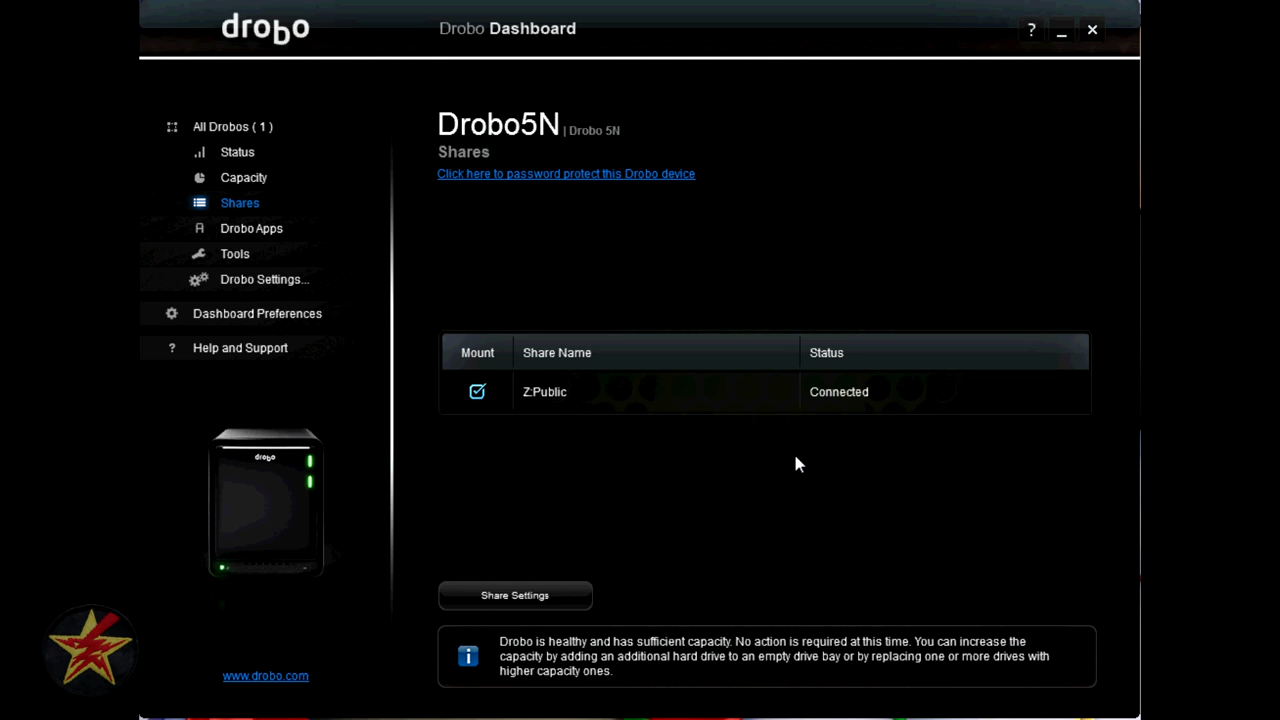 drobo
Drobo Dashboard
?
All Drobos ( 1 )
Status
Capacity
Shares
Drobo Apps
Tools
Drobo Settings...
Dashboard Preferences
? Help and Support
drobo
www.drobo.com
Drobo5N | Drobo 5N
Shares
Click here to password protect this Drobo device
Mount Share Name Status
Z:Public Connected
Share Settings
Drobo is healthy and has sufficient capacity. No action is required at this time. You can increase the
capacity by adding an additional hard drive to an empty drive bay or by replacing one or more drives with
higher capacity ones.